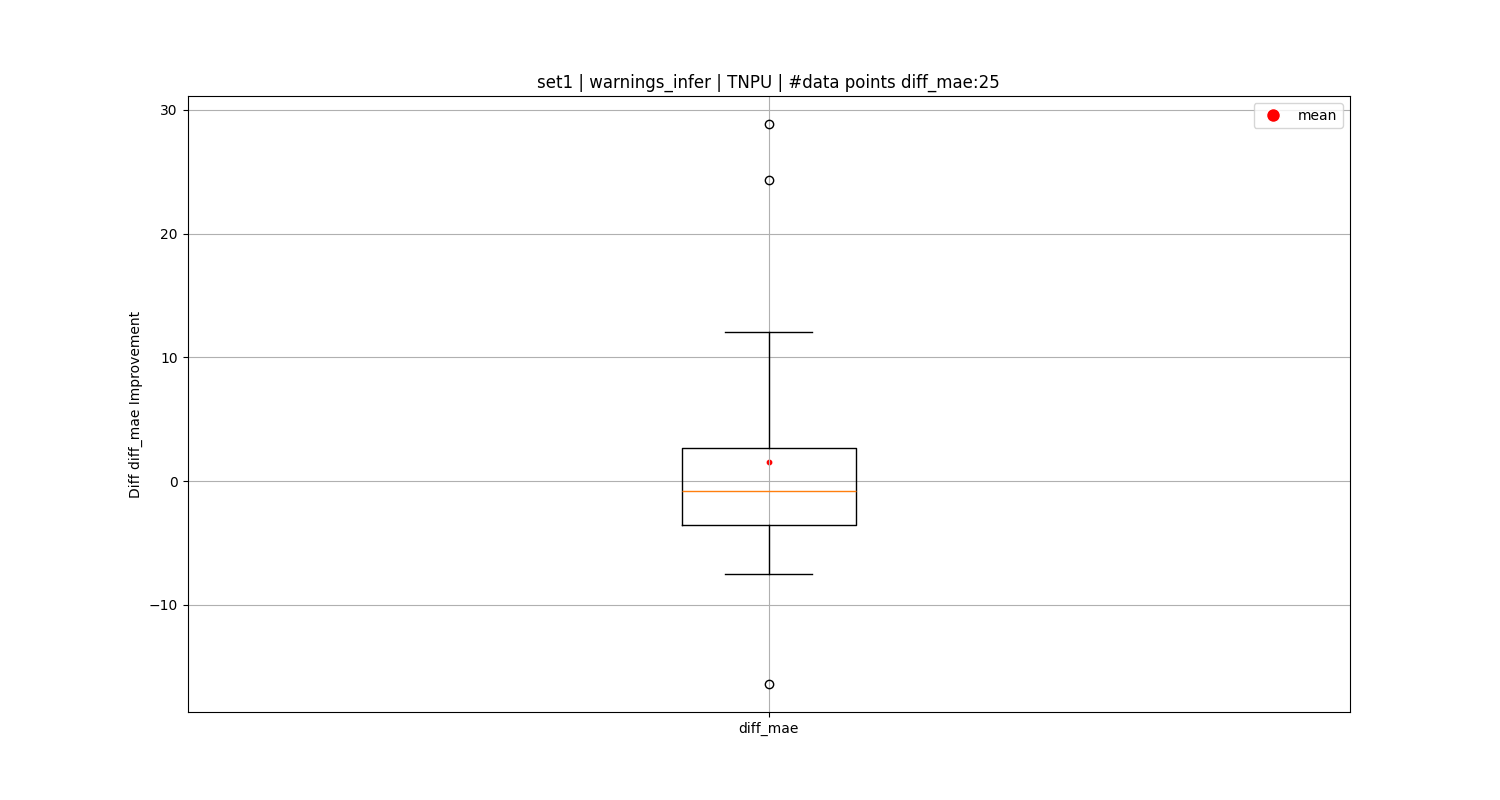 set1 | warnings_infer | TNPU | #data points diff_mae:25
mean
30
20
10
0
−10
Diff diff_mae Improvement
diff_mae